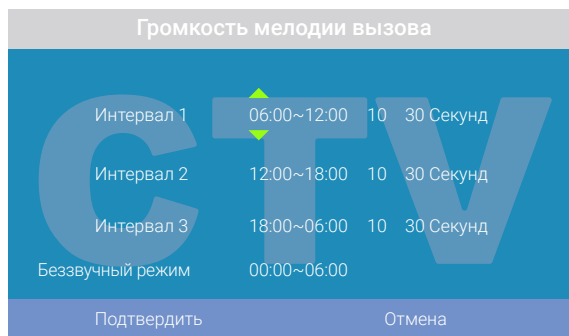 Громкость мелодии вызова
CTV
Интервал 1 06:00~12:00 10 30 Секунд
Интервал 2 12:00~18:00 10 30 Секунд
Интервал 3 18:00~06:00 10 30 Секунд
Беззвучный режим 00:00~06:00
Подтвердить Отмена